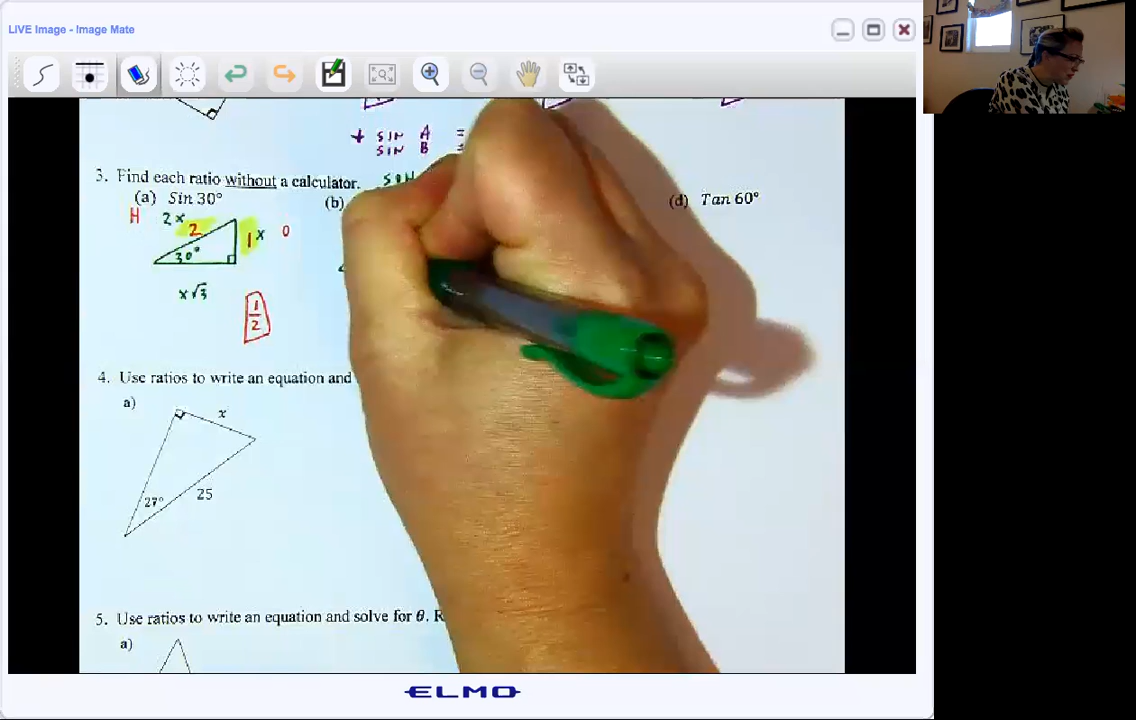 LIVE Image - Image Mate
+ SIN A =
SIN B =
3. Find each ratio without a calculator.
SOH
(a) Sin 30°
(b)
(d) Tan 60°
H 2x 2 1 x O
30°
x√3
1
2
4. Use ratios to write an equation and
a)
x
27°
25
5. Use ratios to write an equation and solve for θ. R
a)
ELMO